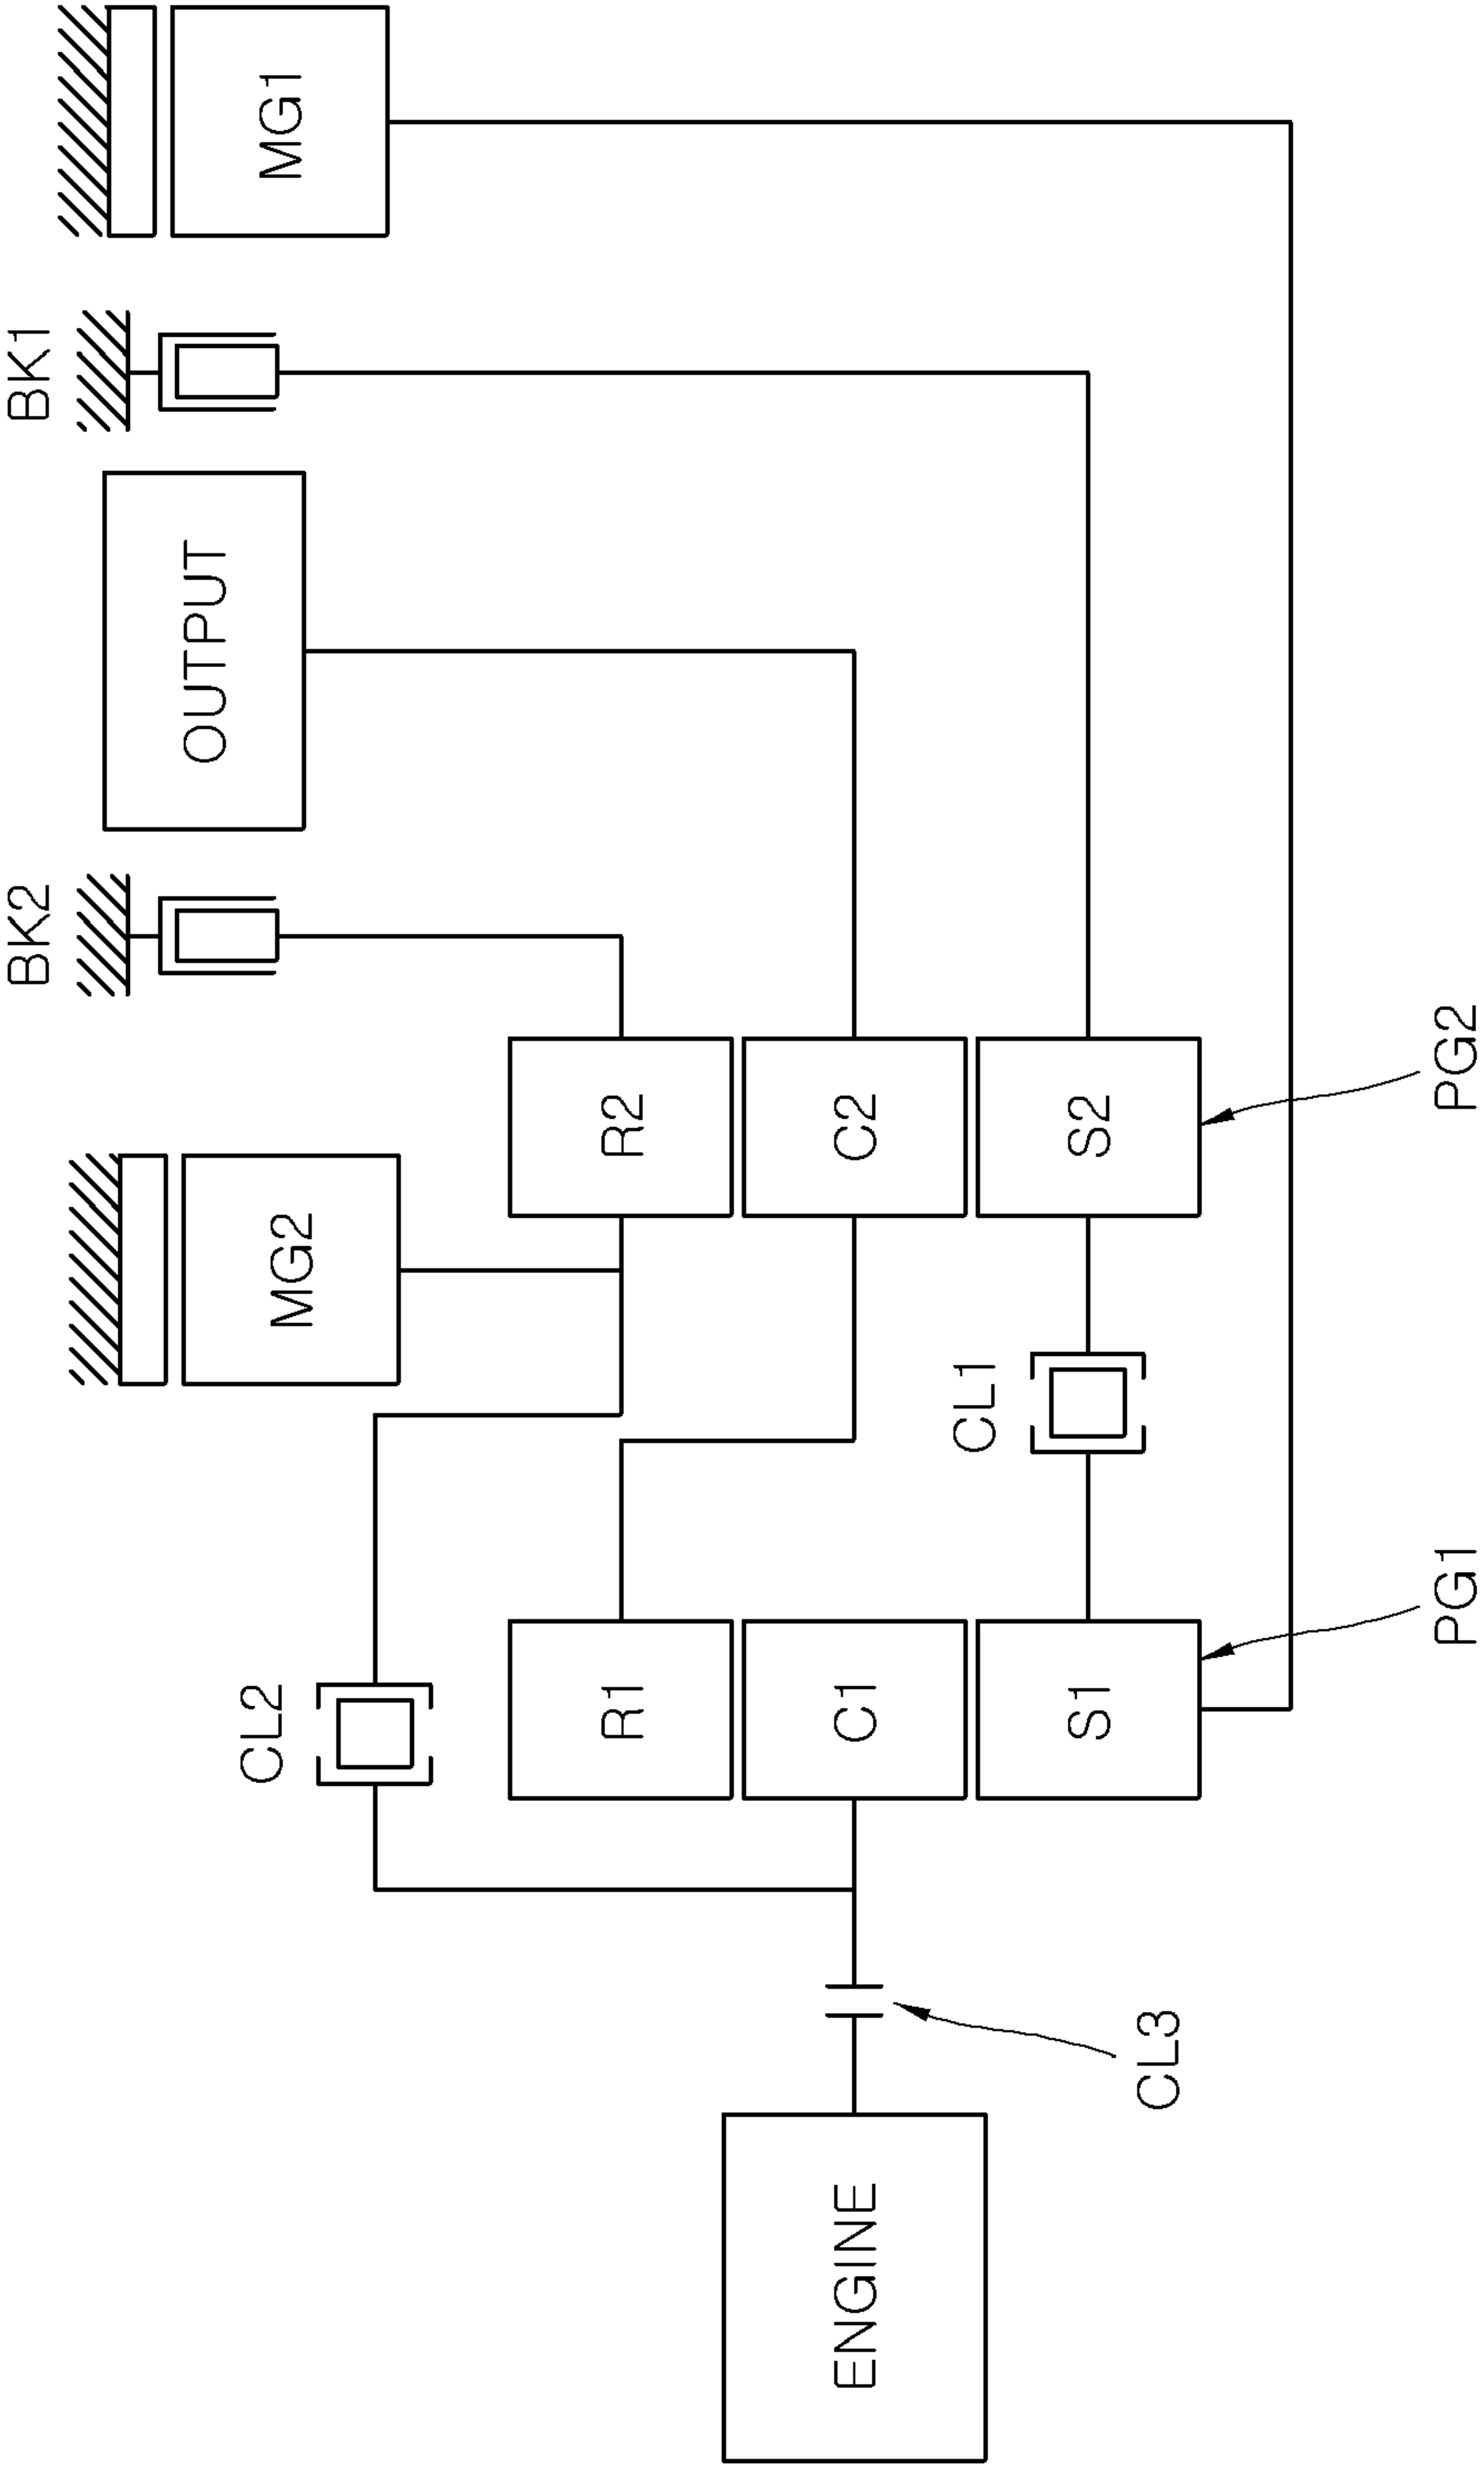 BK2
BK1
MG2
OUTPUT
MG1
CL2
R1
R2
ENGINE
C1
C2
CL1
S1
S2
CL3
PG1
PG2